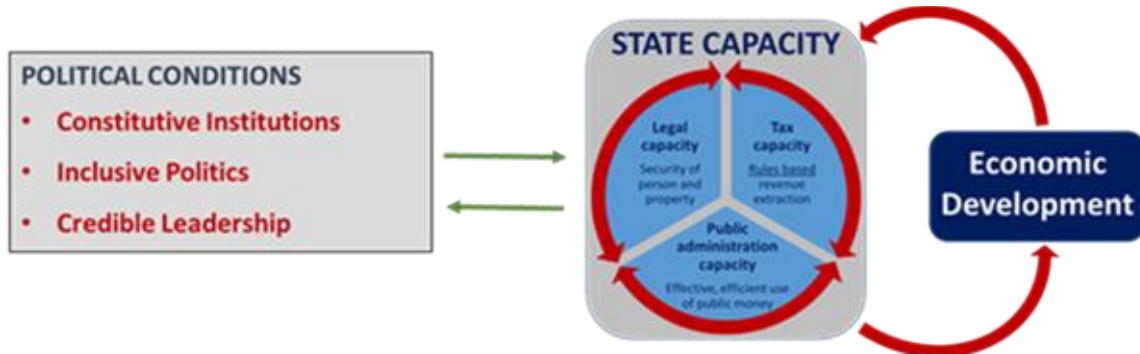 POLITICAL CONDITIONS
• Constitutive Institutions
• Inclusive Politics
• Credible Leadership
STATE CAPACITY
Legal
capacity
Security of
person and
property
Tax
capacity
Rules based
revenue
extraction
Public
administration
capacity
Effective, efficient use
of public money
Economic
Development